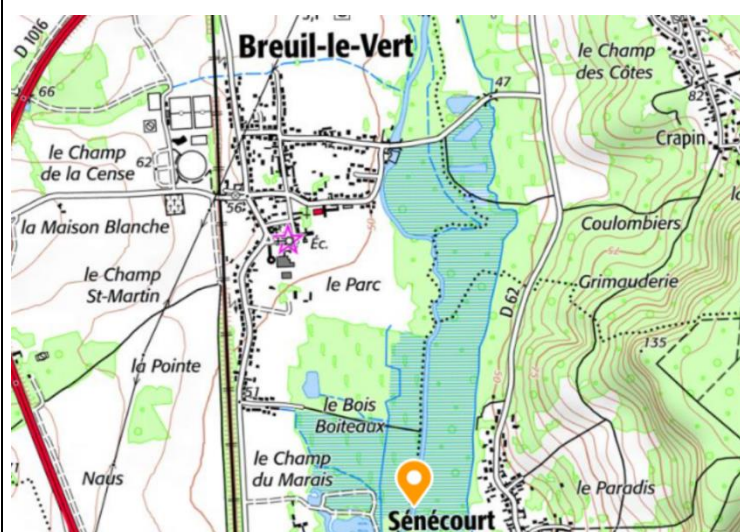 D 1016
Breuil-le-Vert
66
47
le Champ
des Côtes
82
Crapin
le Champ
de la Cense
62
56
la Maison Blanche
Éc.
Coulombiers
le Champ
St-Martin
le Parc
Grimauderie
D 62
135
la Pointe
51
le Bois
Boiteaux
le Champ
du Marais
Naus
le Paradis
Sénécourt